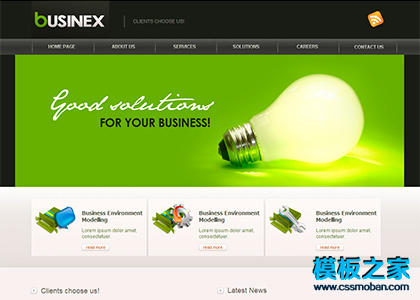 bUSINEX
CLIENTS CHOOSE US!
HOME PAGE ABOUT US SERVICES SOLUTIONS CAREERS CONTACT US
Good solutions
FOR YOUR BUSINESS!
Business Environment
Modelling
Lorem ipsum dolor amet,
consectetuer.
read more
Business Environment
Modelling
Lorem ipsum dolor amet,
consectetuer.
read more
Business Environment
Modelling
Lorem ipsum dolor amet,
consectetuer.
read more
模板之家
www.cssmoban.com
Clients choose us!
Latest News